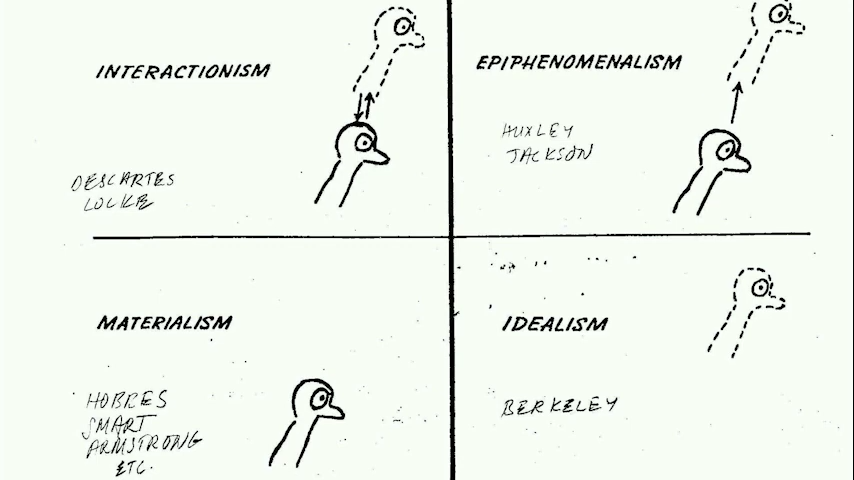 INTERACTIONISM
DESCARTES
LOCKE
EPIPHENOMENALISM
HUXLEY
JACKSON
MATERIALISM
HOBBES
SMART
ARMSTRONG
ETC.
IDEALISM
BERKELEY